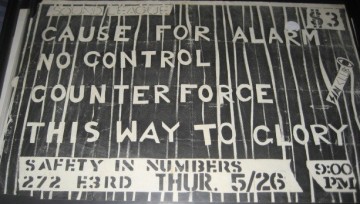 CAUSE FOR ALARM
$3
NO CONTROL
COUNTERFORCE
THIS WAY TO GLORY
SAFETY IN NUMBERS
272 E3RD THUR. 5/26
9:00 PM